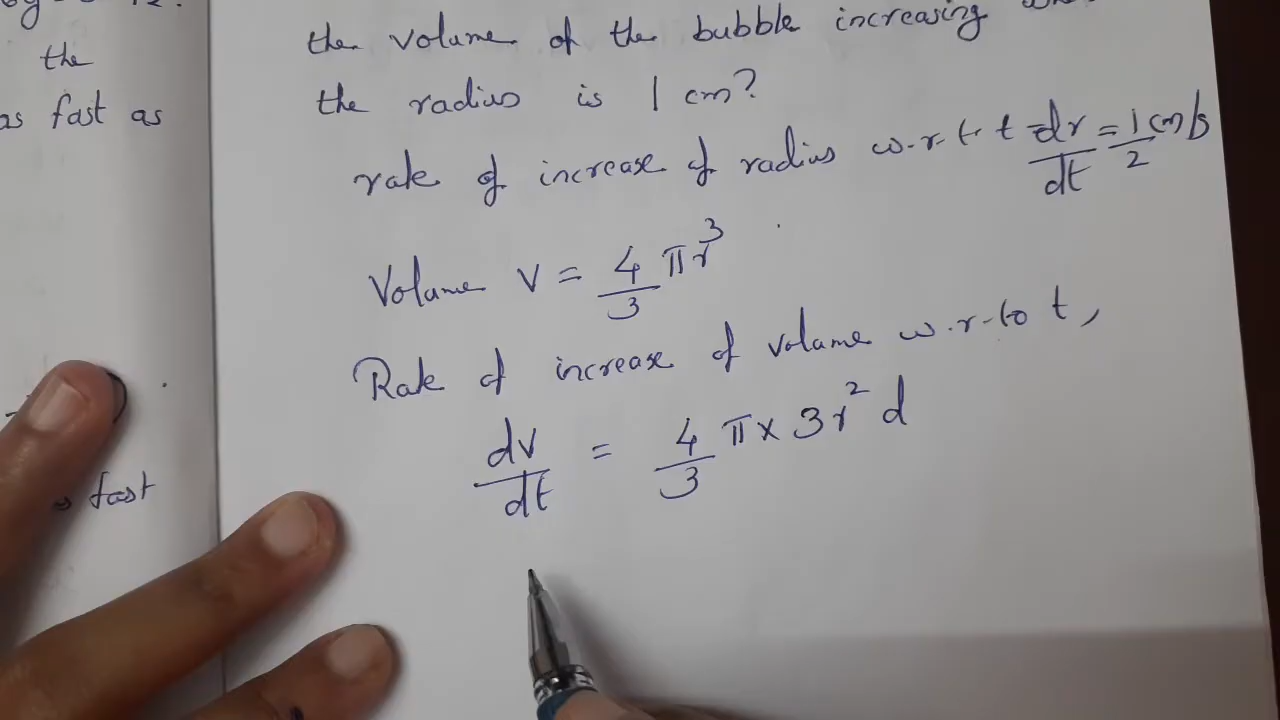 the
as fast as
fast
the volume of the bubble increasing
the radius is 1 cm?
rate of increase of radius w.r.to t = dr/dt = 1/2 cm/s
Volume V = 4/3 πr³
Rate of increase of volume w.r.to t,
dv/dt = 4/3 π x 3r² d